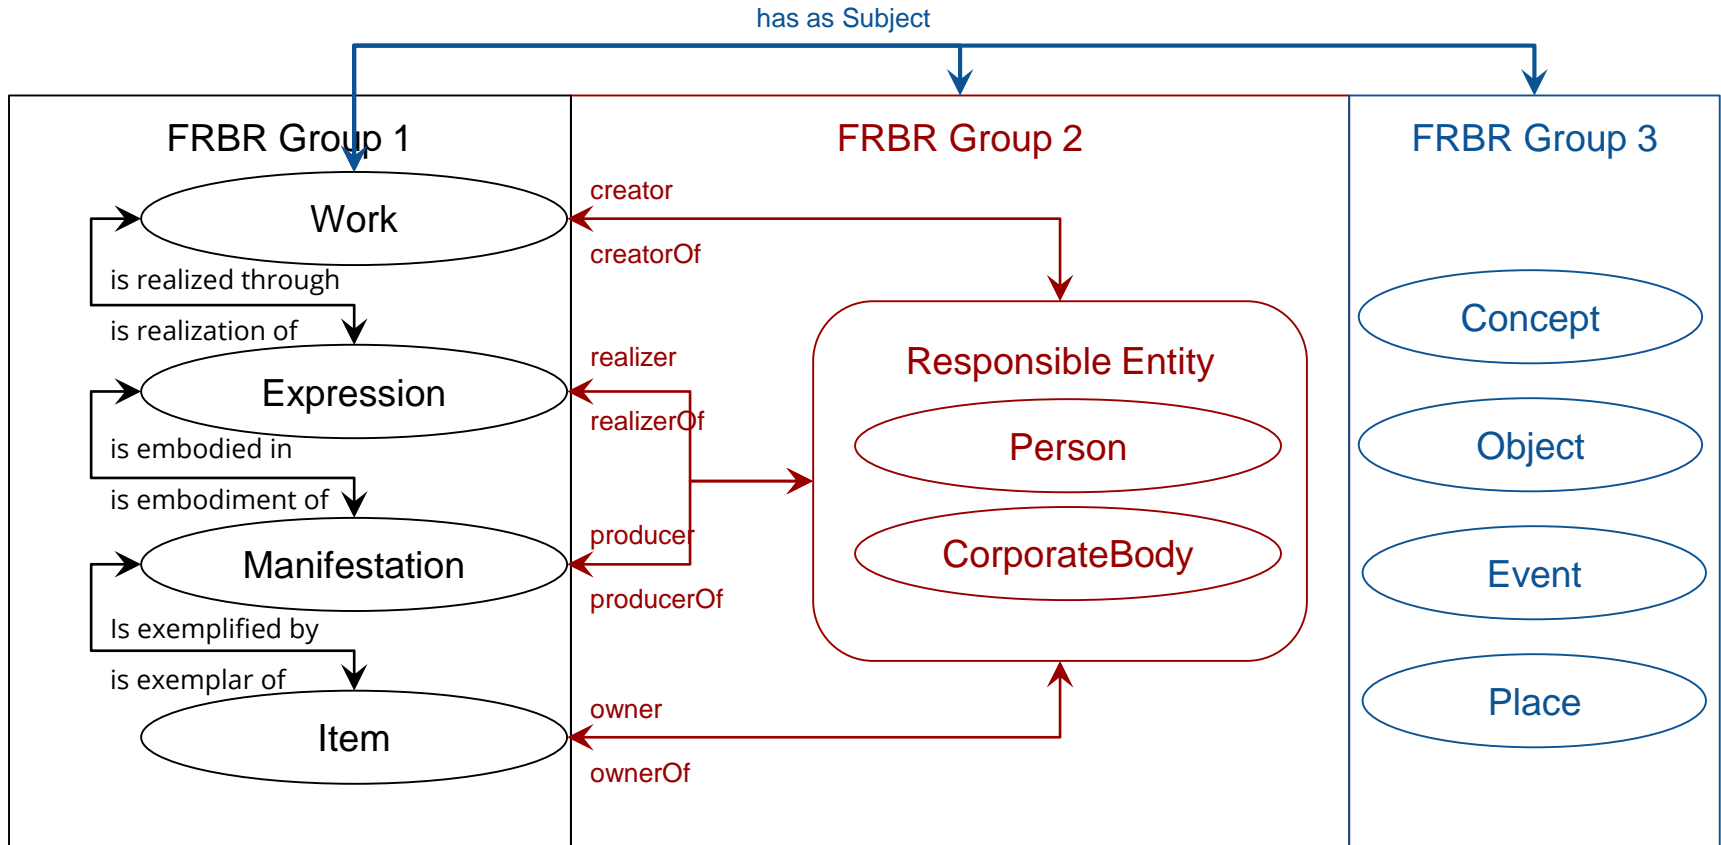 has as Subject
FRBR Group 1
Work
is realized through
is realization of
Expression
is embodied in
is embodiment of
Manifestation
Is exemplified by
is exemplar of
Item
FRBR Group 2
creator
creatorOf
realizer
realizerOf
producer
producerOf
owner
ownerOf
Responsible Entity
Person
CorporateBody
FRBR Group 3
Concept
Object
Event
Place